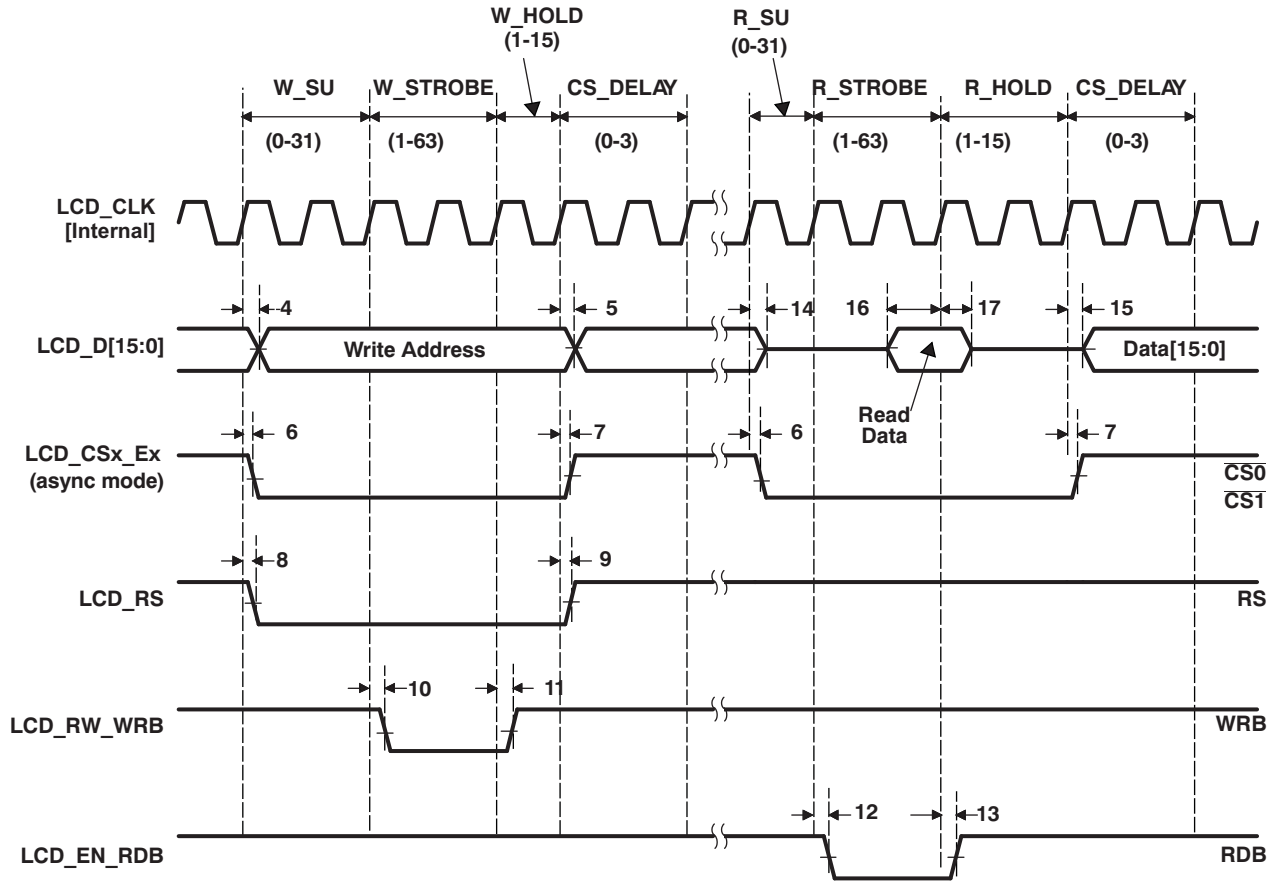 W_HOLD
(1-15)
R_SU
(0-31)
W_SU
W_STROBE
CS_DELAY
R_STROBE
R_HOLD
CS_DELAY
(0-31)
(1-63)
(0-3)
(1-63)
(1-15)
(0-3)
LCD_CLK
[Internal]
4
5
14
16
17
15
LCD_D[15:0]
Write Address
Data[15:0]
Read
Data
6
7
6
7
LCD_CSx_Ex
(async mode)
CS0
CS1
8
9
LCD_RS
RS
10
11
LCD_RW_WRB
WRB
12
13
LCD_EN_RDB
RDB